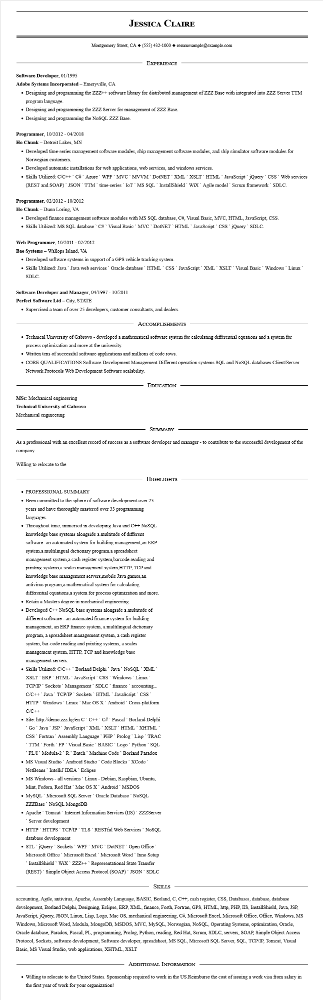 Jessica Claire
Montgomery Street, CA ◆ (555) 432-1000 ◆ resumesample@example.com
Experience
Software Developer, 01/1995
Adobe Systems Incorporated – Emeryville, CA
• Designing and programming the ZZZ++ software library for distributed management of ZZZ Base with integrated into ZZZ Server TTM
program language.
• Designing and programming the ZZZ Server for management of ZZZ Base.
• Designing and programming the NoSQL ZZZ Base.
Programmer, 10/2012 - 04/2018
Ho Chunk – Detroit Lakes, MN
• Developed time-series management software modules, ship management software modules, and ship simulator software modules for
Norwegian customers.
• Developed automatic installations for web applications, web services, and windows services.
• Skills Utilized: C/C++ ` C# ` Azure ` WPF ` MVC ` MVVM ` DotNET ` XML ` XSLT ` HTML ` JavaScript ` jQuery ` CSS ` Web services
(REST and SOAP) ` JSON ` TTM ` time-series ` IoT ` MS SQL ` InstallShield ` WiX ` Agile model ` Scrum framework ` SDLC.
Programmer, 02/2012 - 10/2012
Ho Chunk – Dunn Loring, VA
• Developed finance management software modules with MS SQL database, C#, Visual Basic, MVC, HTML, JavaScript, CSS.
• Skills Utilized: MS SQL database ` C# ` Visual Basic ` MVC ` DotNET ` HTML ` JavaScript ` CSS ` jQuery ` SDLC.
Web Programmer, 10/2011 - 02/2012
Bae Systems – Wallops Island, VA
• Developed software systems in support of a GPS vehicle tracking system.
• Skills Utilized: Java ` Java web services ` Oracle database ` HTML ` CSS ` JavaScript ` XML ` XSLT ` Visual Basic ` Windows ` Linux `
SDLC.
Software Developer and Manager, 04/1997 - 10/2011
Perfect Software Ltd – City, STATE
• Supervised a team of over 25 developers, customer consultants, and dealers.
Accomplishments
• Technical University of Gabrovo - developed a mathematical software system for calculating differential equations and a system for
process optimization and more at the university.
• Written tens of successful software applications and millions of code rows.
• CORE QUALIFICATIONS Software Development Management Different operation systems SQL and NoSQL databases Client/Server
Network Protocols Web Development Software scalability.
Education
MSc: Mechanical engineering
Technical University of Gabrovo
Mechanical engineering
Summary
As a professional with an excellent record of success as a software developer and manager - to contribute to the successful development of the
company.
Willing to relocate to the
Highlights
• PROFESSIONAL SUMMARY
• Been committed to the sphere of software development over 23
years and have thoroughly mastered over 33 programming
languages.
• Throughout time, immersed in developing Java and C++ NoSQL
knowledge base systems alongside a multitude of different
software -an automated system for building management,an ERP
system,a multilingual dictionary program,a spreadsheet
management system,a cash register system,barcode reading and
printing systems,a scales management system,HTTP, TCP and
knowledge base management servers,mobile Java games,an
antivirus program,a mathematical system for calculating
differential equations,a system for process optimization and more.
• Retain a Masters degree in mechanical engineering.
• Developed C++ NoSQL base systems alongside a multitude of
different software - an automated finance system for building
management, an ERP finance system, a multilingual dictionary
program, a spreadsheet management system, a cash register
system, bar-code reading and printing systems, a scales
management system, HTTP, TCP and knowledge base
management servers.
• Skills Utilized: C/C++ ` Borland Delphi ` Java ` NoSQL ` XML `
XSLT ` ERP ` HTML ` JavaScript ` CSS ` Windows ` Linux `
TCP/IP ` Sockets ` Management ` SDLC ` finance ` accounting...
C/C++ ` Java ` TCP/IP ` Sockets ` HTML ` JavaScript ` CSS `
HTTP ` Windows ` Linux ` Mac OS X ` Android ` Cross-platform
C/C++
• Site: http://demo.zzz.bg/en C ` C++ ` C# ` Pascal ` Borland Delphi
` Go ` Java ` JSP ` JavaScript ` XML ` XSLT ` HTML ` XHTML `
CSS ` Fortran ` Assembly Language ` PHP ` Prolog ` Lisp ` TRAC
` TTM ` Forth ` FP ` Visual Basic ` BASIC ` Logo ` Python ` SQL
` PL/I ` Modula-2 ` R ` Batch ` Machine Code ` Borland Paradox
• MS Visual Studio ` Android Studio ` Code Blocks ` XCode `
NetBeans ` IntelliJ IDEA ` Eclipse
• MS Windows - all versions ` Linux - Debian, Raspbian, Ubuntu,
Mint, Fedora, Red Hat ` Mac OS X ` Android ` MSDOS
• MySQL ` Microsoft SQL Server ` Oracle Database ` NoSQL
ZZZBase ` NoSQL MongoDB
• Apache ` Tomcat ` Internet Information Services (IIS) ` ZZZServer
` Server development
• HTTP ` HTTPS ` TCP/IP ` TLS ` RESTful Web Services ` NoSQL
database development
• STL ` jQuery ` Sockets ` WPF ` MVC ` DotNET ` Open Office `
Microsoft Office ` Microsoft Excel ` Microsoft Word ` Inno Setup
` InstallShield ` WiX ` ZZZ++ ` Representational State Transfer
(REST) ` Simple Object Access Protocol (SOAP) ` JSON ` SDLC
Skills
accounting, Agile, antivirus, Apache, Assembly Language, BASIC, Borland, C, C++, cash register, CSS, Databases, database, database
development, Borland Delphi, Designing, Eclipse, ERP, XML, finance, Forth, Fortran, GPS, HTML, http, PHP, IIS, InstallShield, Java, JSP,
JavaScript, jQuery, JSON, Linux, Lisp, Logo, Mac OS, mechanical engineering, C#, Microsoft Excel, Microsoft Office, Office, Windows, MS
Windows, Microsoft Word, Modula, MongoDB, MSDOS, MVC, MySQL, Norwegian, NoSQL, Operating Systems, optimization, Oracle,
Oracle database, Paradox, Pascal, PL, programming, Prolog, Python, reading, Red Hat, Scrum, SDLC, servers, SOAP, Simple Object Access
Protocol, Sockets, software development, Software developer, spreadsheet, MS SQL, Microsoft SQL Server, SQL, TCP/IP, Tomcat, Visual
Basic, MS Visual Studio, web applications, XHTML, XSLT
Additional Information
• Willing to relocate to the United States. Sponsorship required to work in the US.Reimburse the cost of issuing a work visa from salary in
the first year of work for your organization!